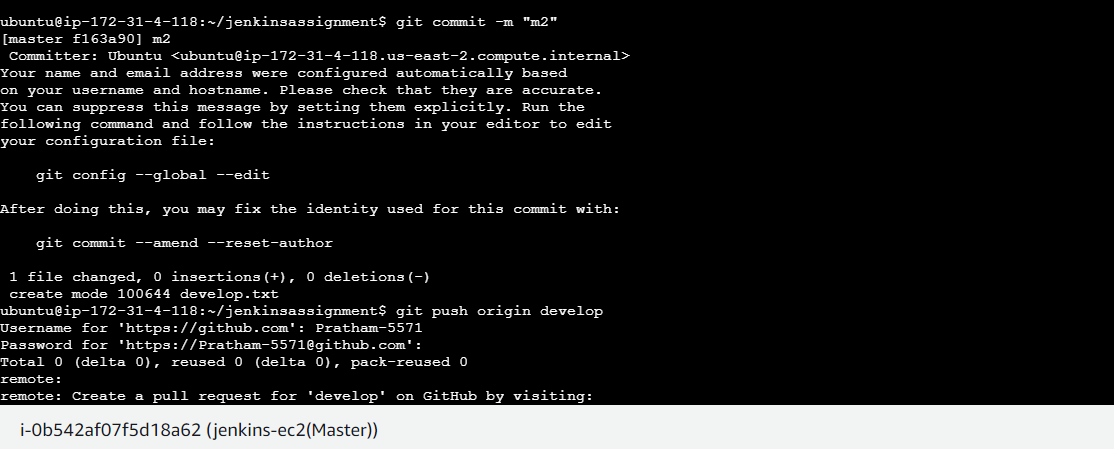 ubuntu@ip-172-31-4-118:~/jenkinsassignment$ git commit -m "m2"
[master f163a90] m2
 Committer: Ubuntu <ubuntu@ip-172-31-4-118.us-east-2.compute.internal>
Your name and email address were configured automatically based
on your username and hostname. Please check that they are accurate.
You can suppress this message by setting them explicitly. Run the
following command and follow the instructions in your editor to edit
your configuration file:

    git config --global --edit

After doing this, you may fix the identity used for this commit with:

    git commit --amend --reset-author

 1 file changed, 0 insertions(+), 0 deletions(-)
 create mode 100644 develop.txt
ubuntu@ip-172-31-4-118:~/jenkinsassignment$ git push origin develop
Username for 'https://github.com': Pratham-5571
Password for 'https://Pratham-5571@github.com':
Total 0 (delta 0), reused 0 (delta 0), pack-reused 0
remote:
remote: Create a pull request for 'develop' on GitHub by visiting:
i-0b542af07f5d18a62 (jenkins-ec2(Master))